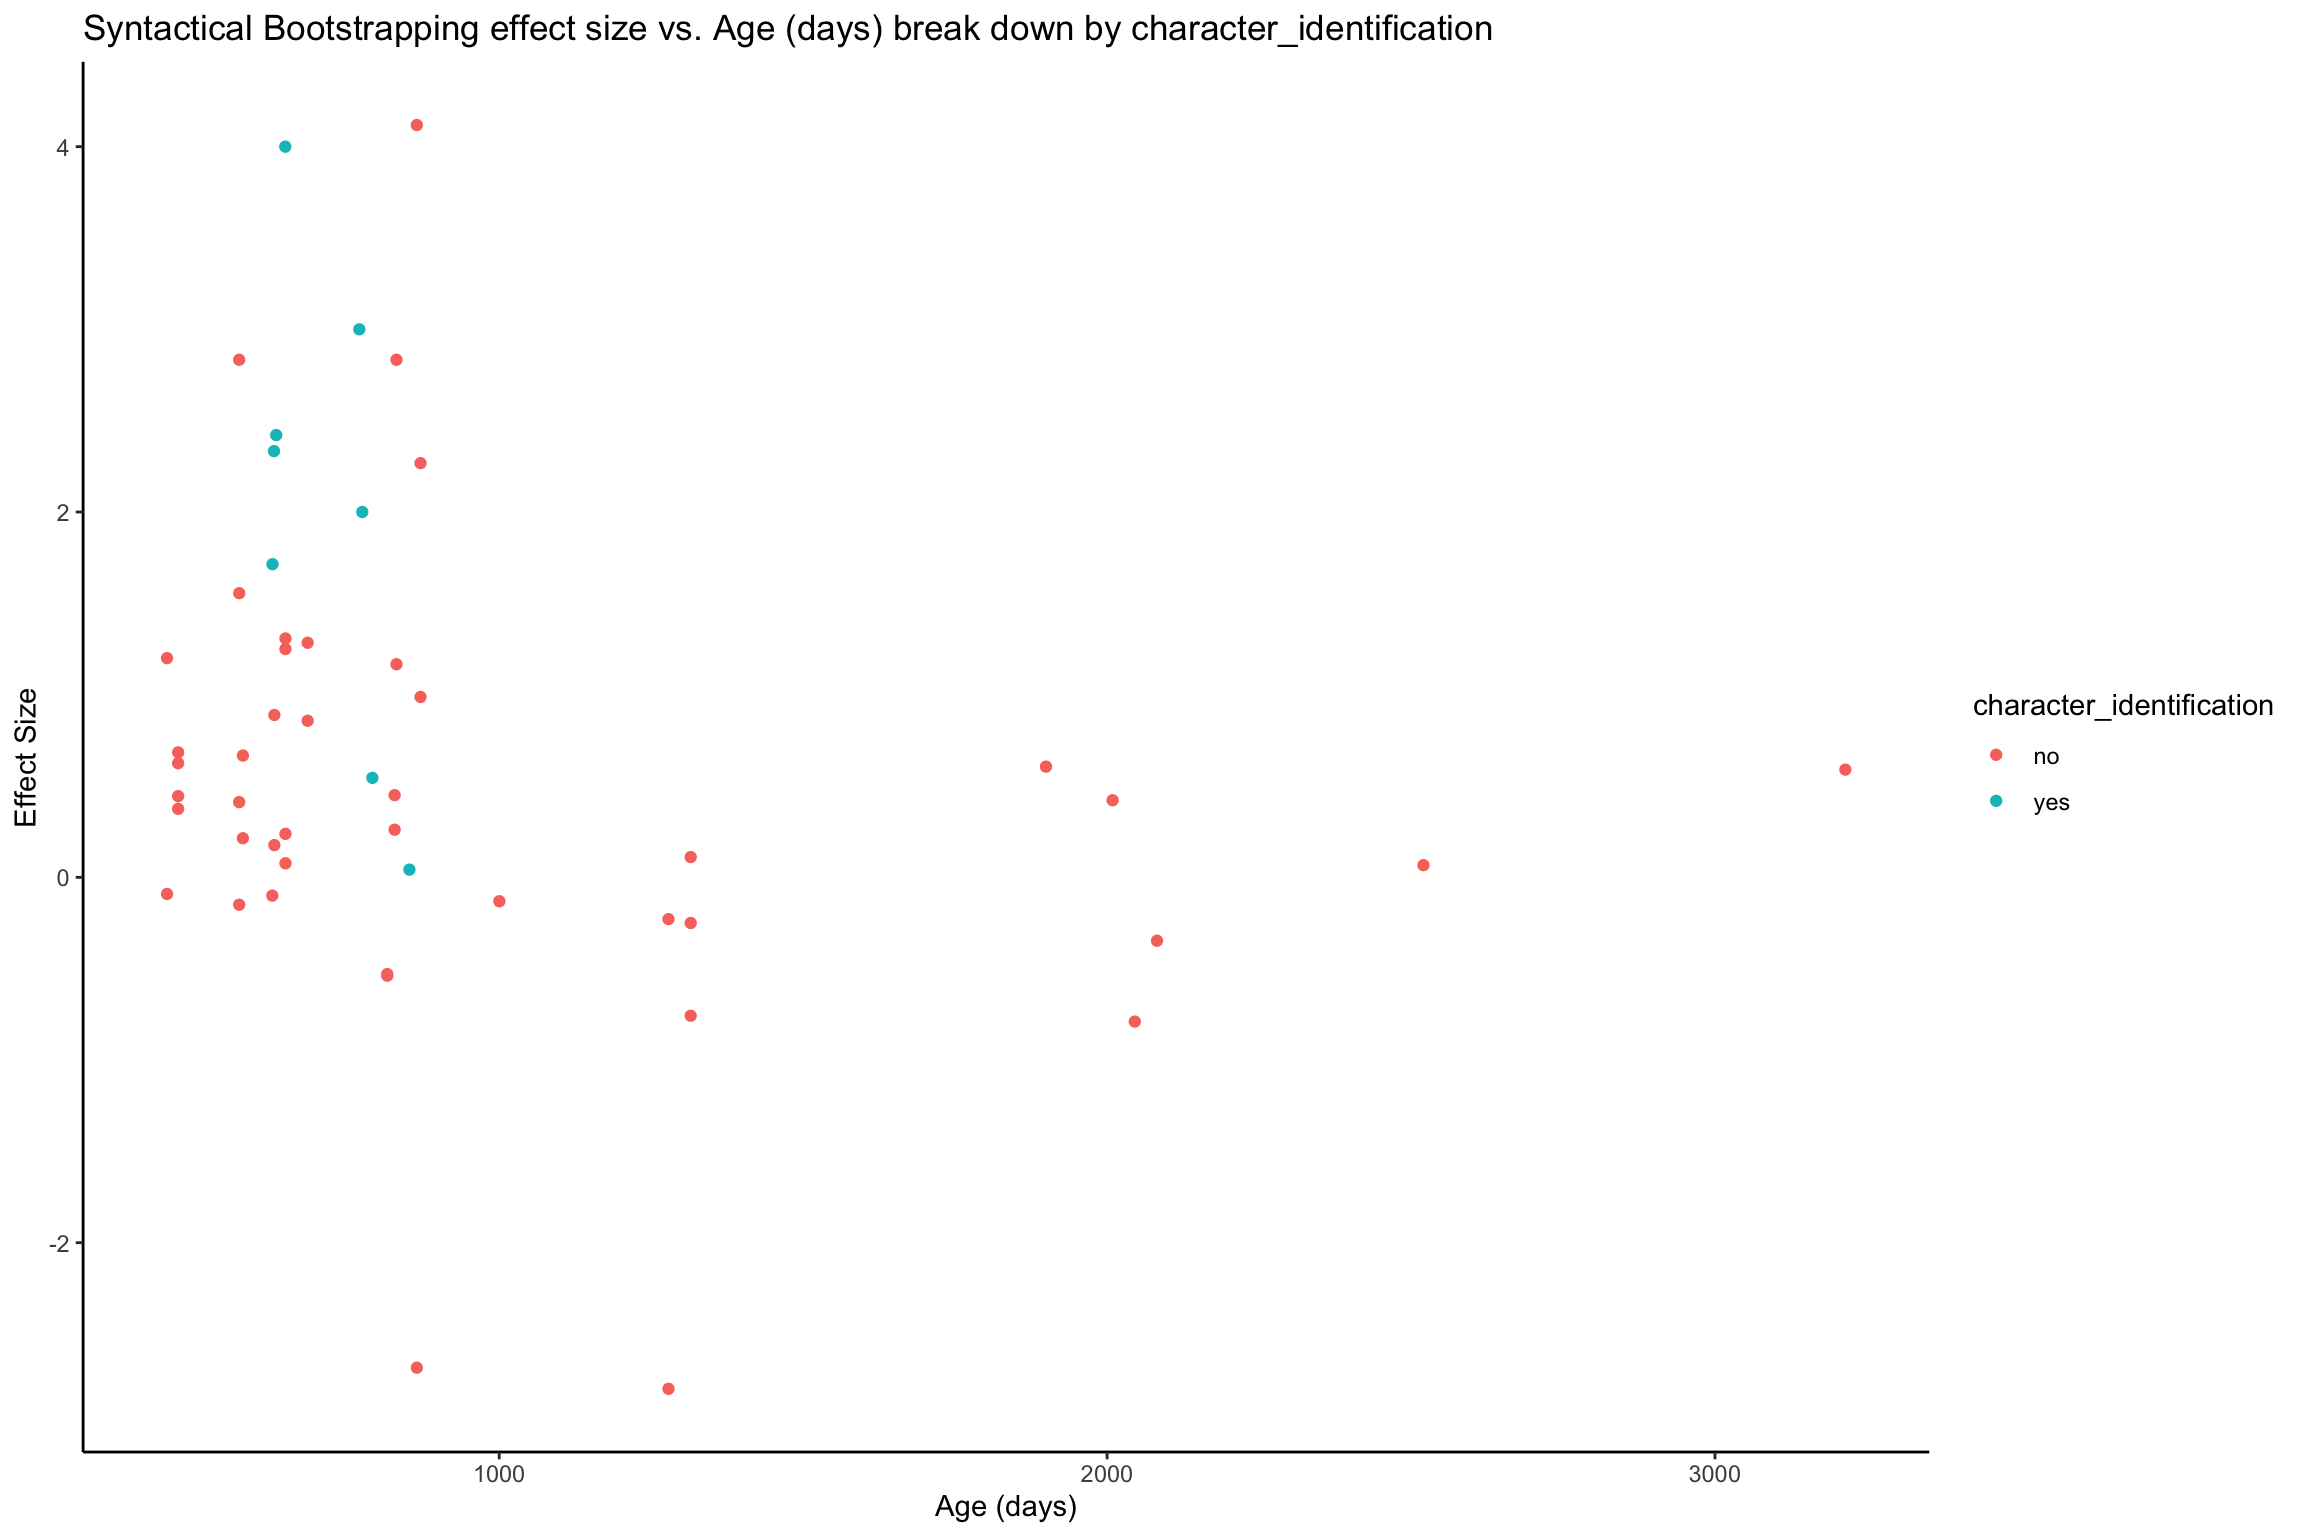 Syntactical Bootstrapping effect size vs. Age (days) break down by character_identification
4
2
0
-2
Effect Size
1000
2000
3000
Age (days)
character_identification
no
yes